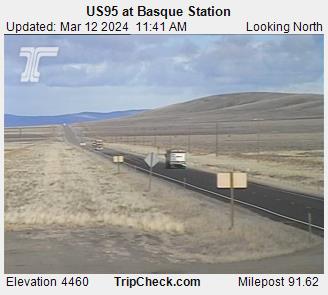 US95 at Basque Station
Updated: Mar 12 2024 11:41 AM Looking North
Elevation 4460 TripCheck.com Milepost 91.62